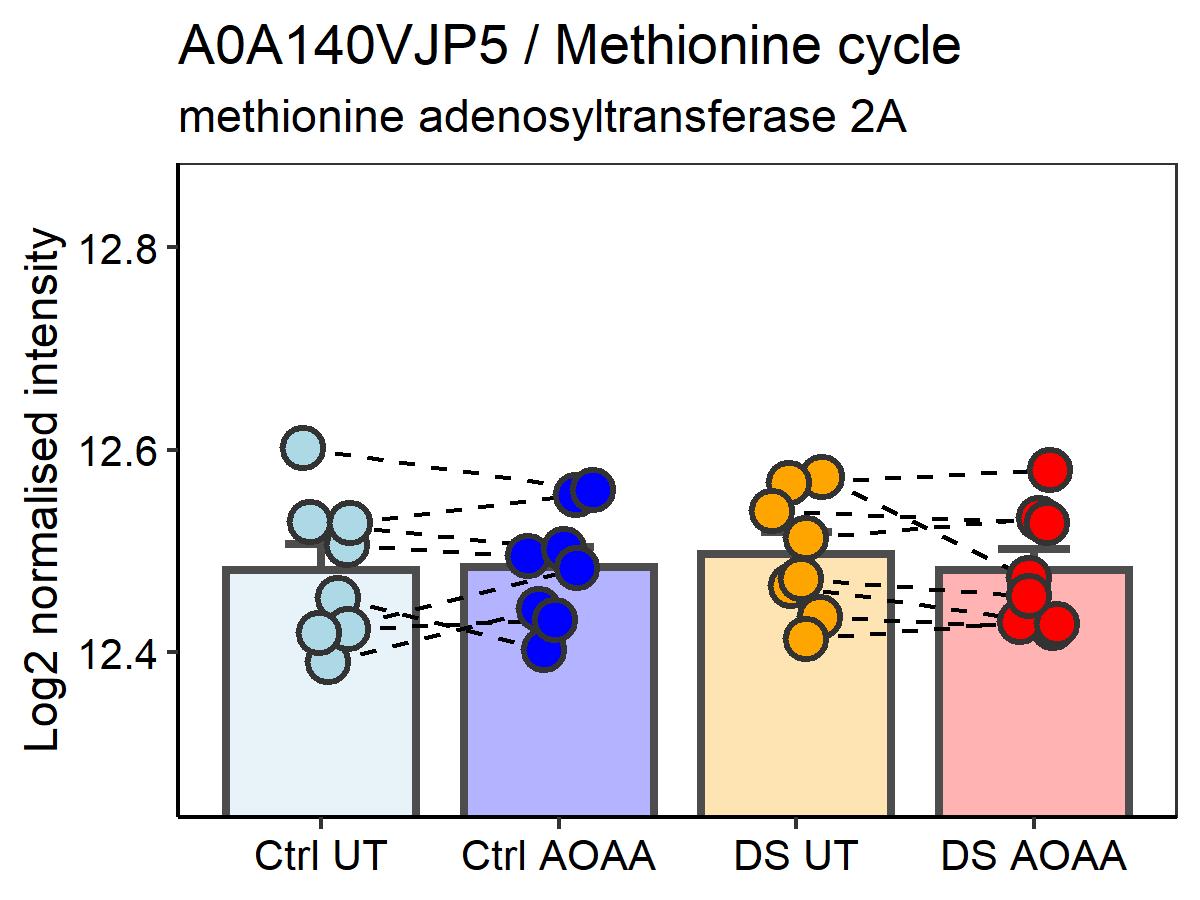 A0A140VJP5 / Methionine cycle
methionine adenosyltransferase 2A
Log2 normalised intensity
12.8
12.6
12.4
Ctrl UT
Ctrl AOAA
DS UT
DS AOAA